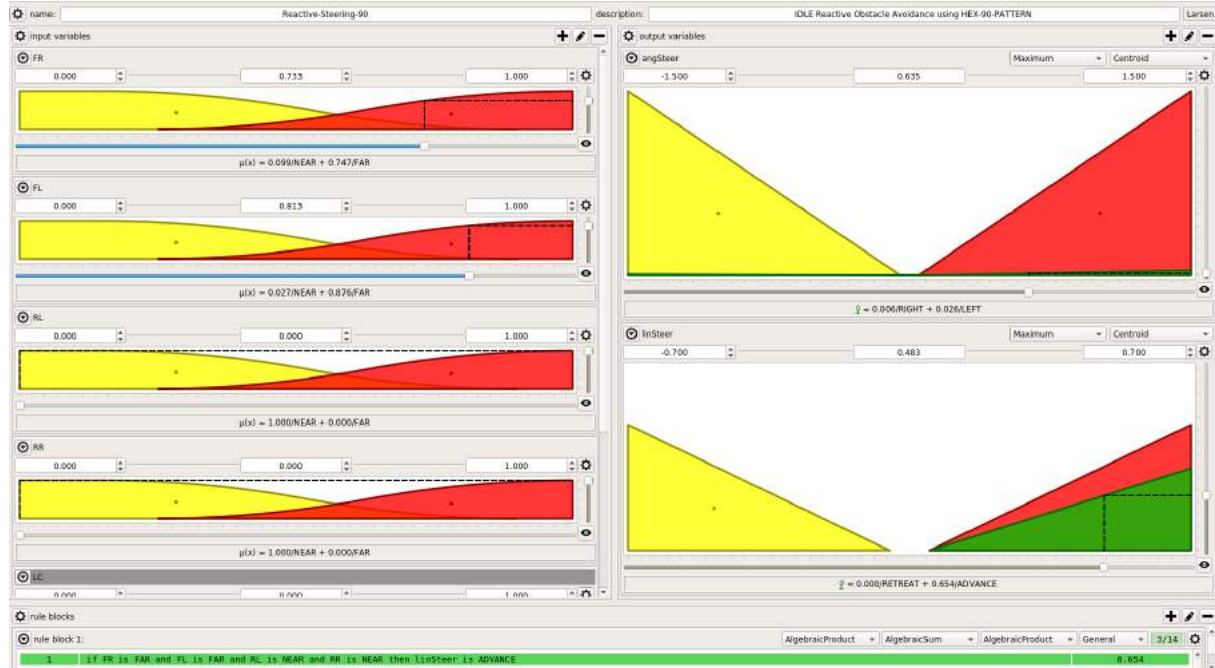 name: Reactive-Steering-90 description: IDLE Reactive Obstacle Avoidance using HEX-90-PATTERN Larsen
input variables
FR
0.000 0.733 1.000
μ(x) = 0.099/NEAR + 0.747/FAR
FL
0.000 0.813 1.000
μ(x) = 0.027/NEAR + 0.876/FAR
RL
0.000 0.000 1.000
μ(x) = 1.000/NEAR + 0.000/FAR
RR
0.000 0.000 1.000
μ(x) = 1.000/NEAR + 0.000/FAR
LC
0.000 0.000 1.000
output variables
angSteer Maximum Centroid
-1.500 0.635 1.500
ỹ = 0.006/RIGHT + 0.026/LEFT
linSteer Maximum Centroid
-0.700 0.483 0.700
ỹ = 0.000/RETREAT + 0.654/ADVANCE
rule blocks
rule block 1: AlgebraicProduct AlgebraicSum AlgebraicProduct General 3/14
1 if FR is FAR and FL is FAR and RL is NEAR and RR is NEAR then linSteer is ADVANCE 0.654